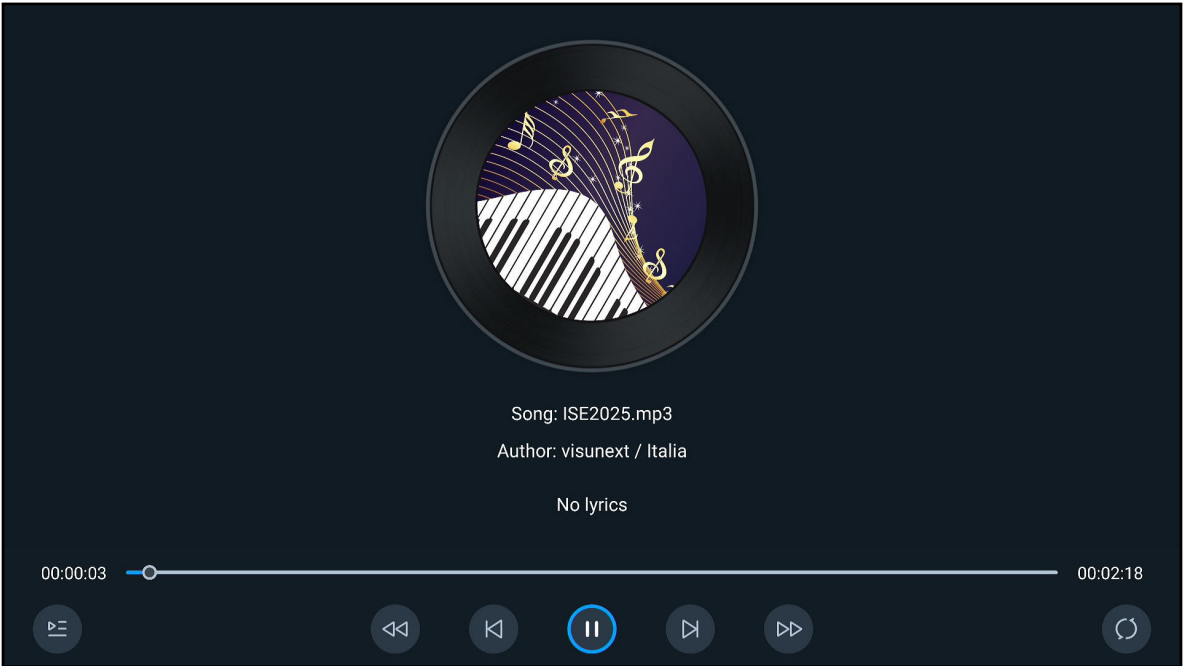 Song: ISE2025.mp3
Author: visunext / Italia
No lyrics
00:00:03
00:02:18